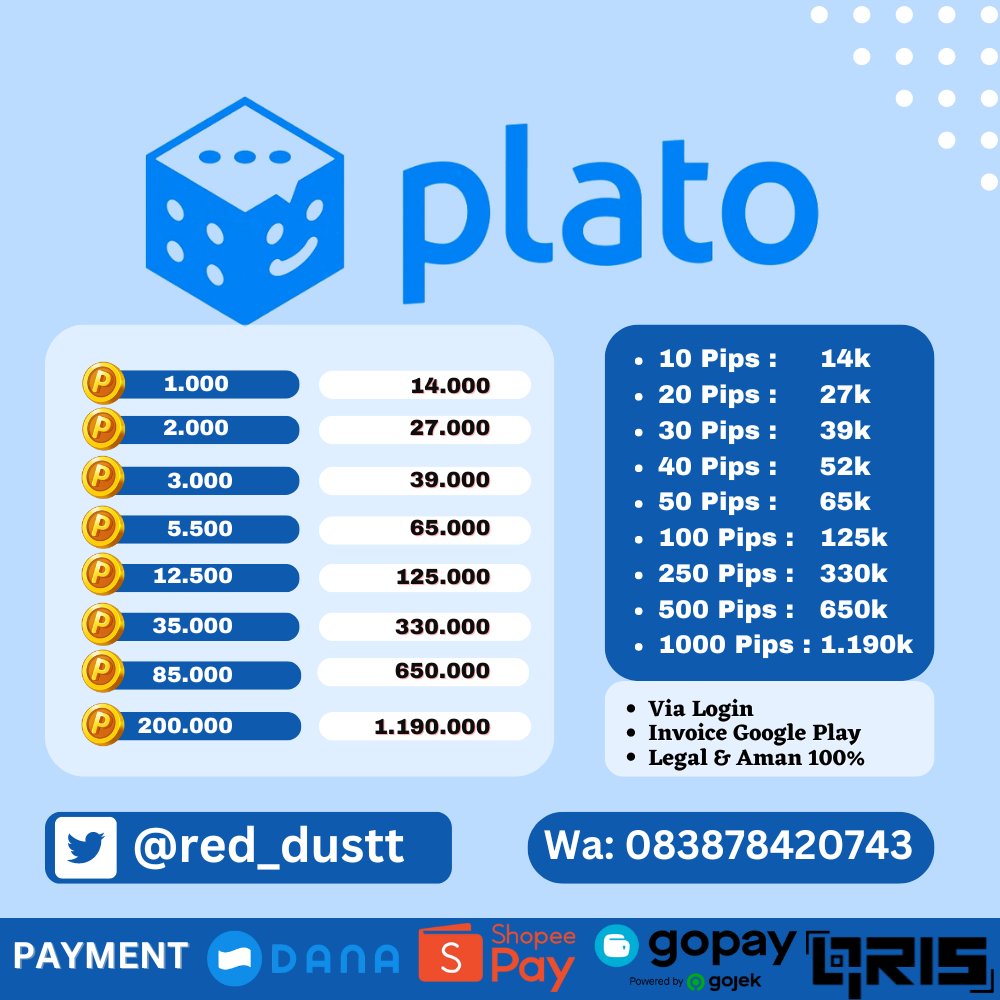 plato
P 1.000 14.000
P 2.000 27.000
P 3.000 39.000
P 5.500 65.000
P 12.500 125.000
P 35.000 330.000
P 85.000 650.000
P 200.000 1.190.000
• 10 Pips : 14k
• 20 Pips : 27k
• 30 Pips : 39k
• 40 Pips : 52k
• 50 Pips : 65k
• 100 Pips : 125k
• 250 Pips : 330k
• 500 Pips : 650k
• 1000 Pips : 1.190k
• Via Login
• Invoice Google Play
• Legal & Aman 100%
@red_dustt
Wa: 083878420743
PAYMENT
DANA
S Shopee
Pay
gopay
Powered by gojek
QRIS